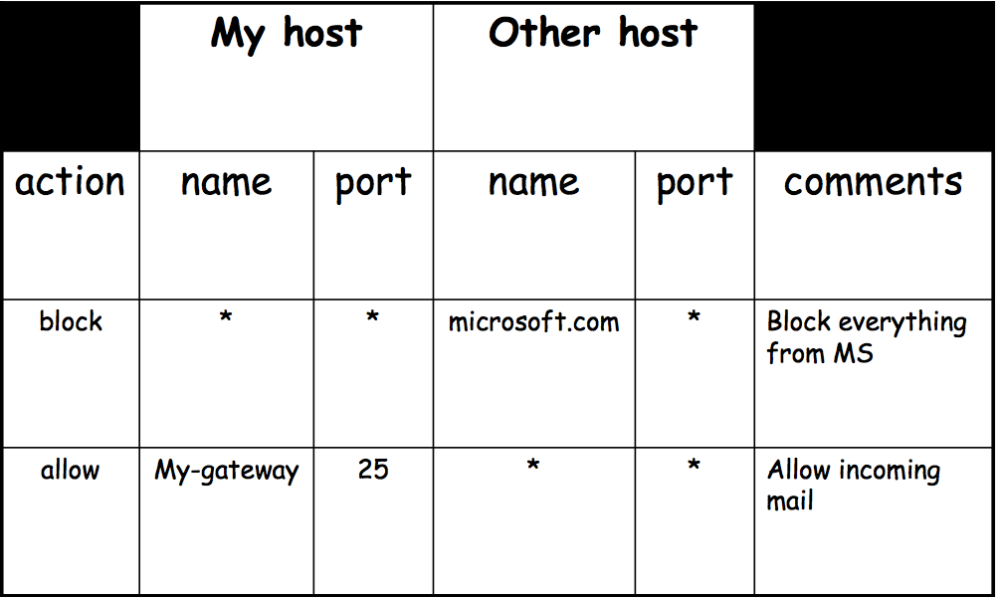 My host Other host
action name port name port comments
block * * microsoft.com * Block everything
from MS
allow My-gateway 25 * * Allow incoming
mail